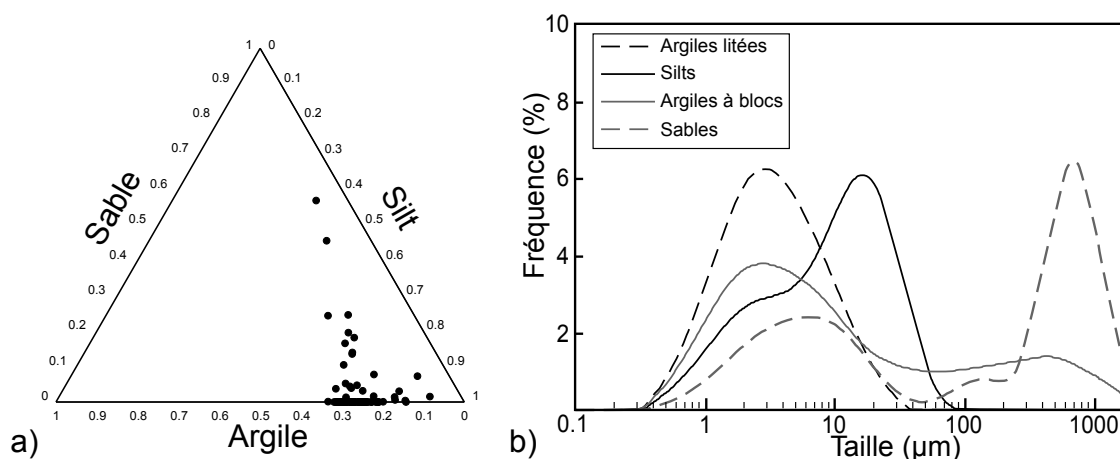 1 0
0.9 0.1
0.8 0.2
0.7 0.3
0.6 0.4
0.5 0.5
0.4 0.6
0.3 0.7
0.2 0.8
0.1 0.9
0 1
Sable
Silt
1 0.9 0.8 0.7 0.6 0.5 0.4 0.3 0.2 0.1 0
Argile
a)
10
8
6
4
2
0
Fréquence (%)
Argiles litées
Silts
Argiles à blocs
Sables
0.1 1 10 100 1000
Taille (µm)
b)